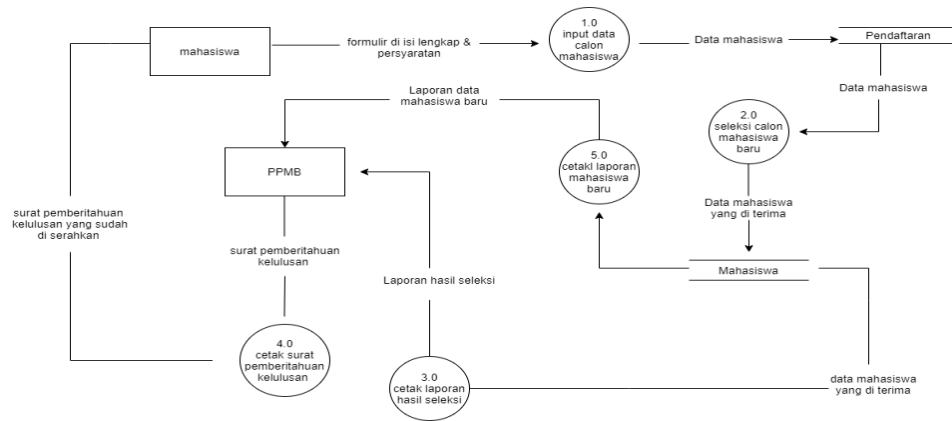 mahasiswa
formulir di isi lengkap &
persyaratan
1.0
input data
calon
mahasiswa
Data mahasiswa
Pendaftaran
Data mahasiswa
2.0
seleksi calon
mahasiswa
baru
Laporan data
mahasiswa baru
5.0
cetakl laporan
mahasiswa
baru
PPMB
Data mahasiswa
yang di terima
surat pemberitahuan
kelulusan yang sudah
di serahkan
surat pemberitahuan
kelulusan
Laporan hasil seleksi
Mahasiswa
4.0
cetak surat
pemberitahuan
kelulusan
3.0
cetak laporan
hasil seleksi
data mahasiswa
yang di terima